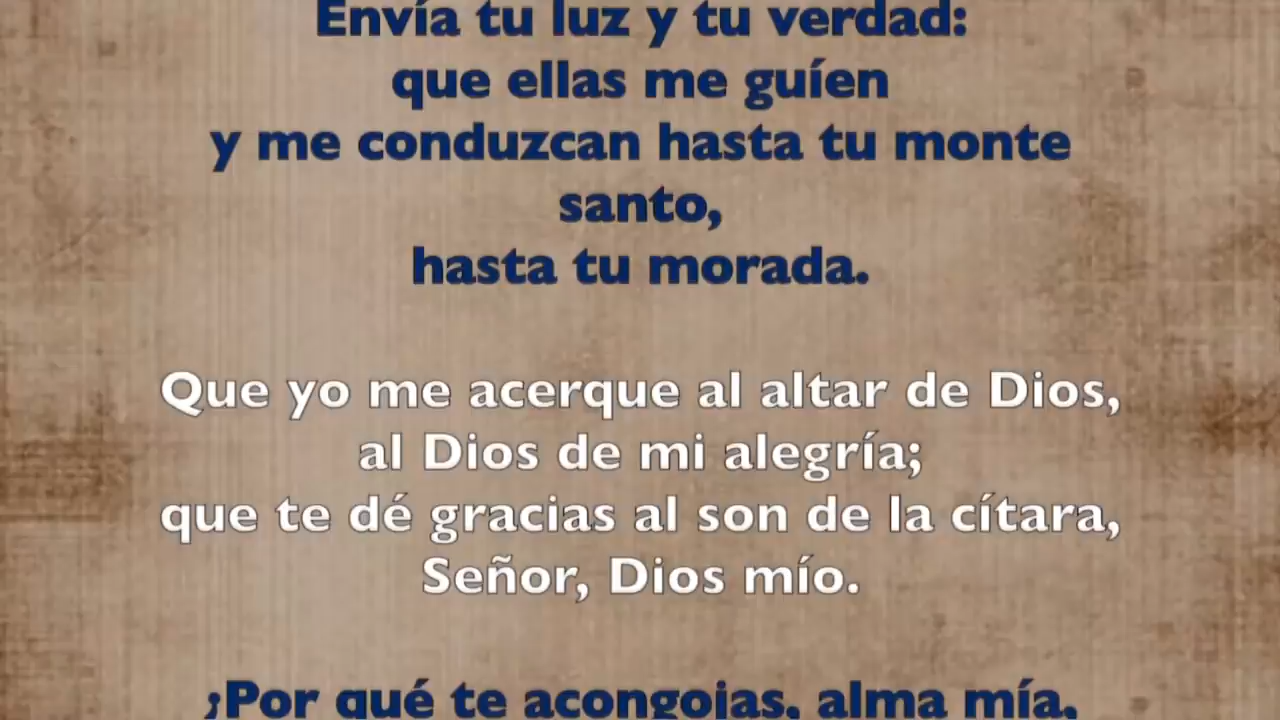 Envía tu luz y tu verdad:
que ellas me guíen
y me conduzcan hasta tu monte
santo,
hasta tu morada.
Que yo me acerque al altar de Dios,
al Dios de mi alegría;
que te dé gracias al son de la cítara,
Señor, Dios mío.
¿Por qué te acongojas, alma mía,